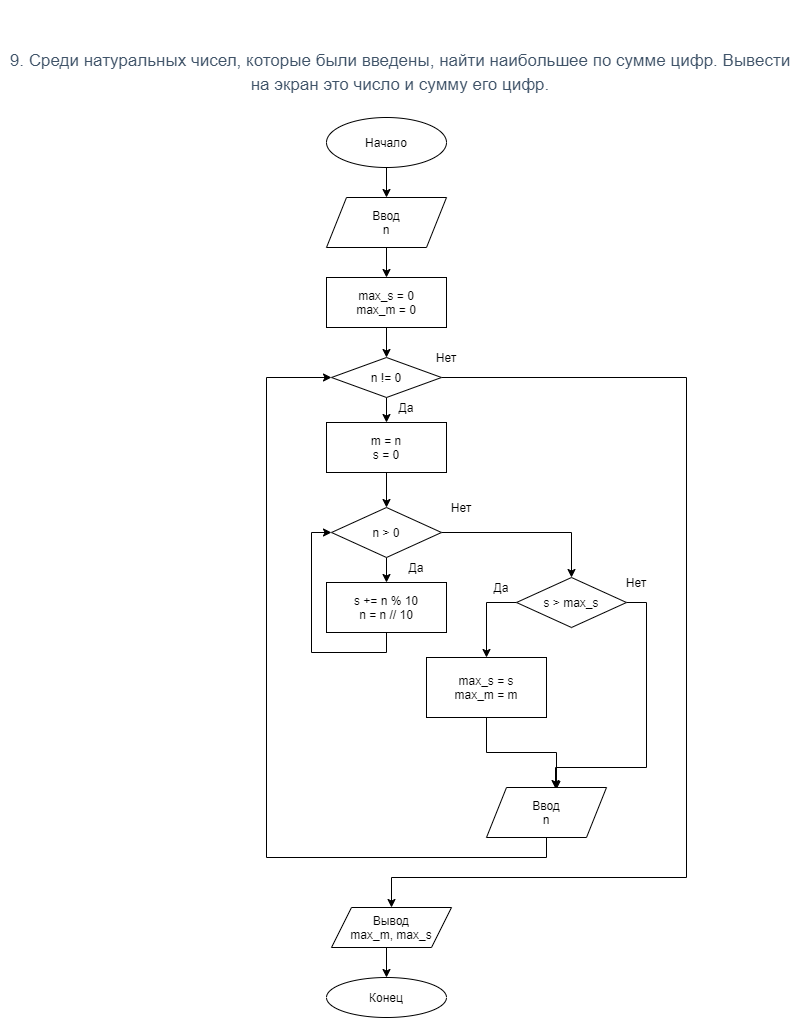 9. Среди натуральных чисел, которые были введены, найти наибольшее по сумме цифр. Вывести
на экран это число и сумму его цифр.
Начало
Ввод
n
max_s = 0
max_m = 0
Нет
n != 0
Да
m = n
s = 0
Нет
n > 0
Да
s += n % 10
n = n // 10
Да
Нет
s > max_s
max_s = s
max_m = m
Ввод
n
Вывод
max_m, max_s
Конец